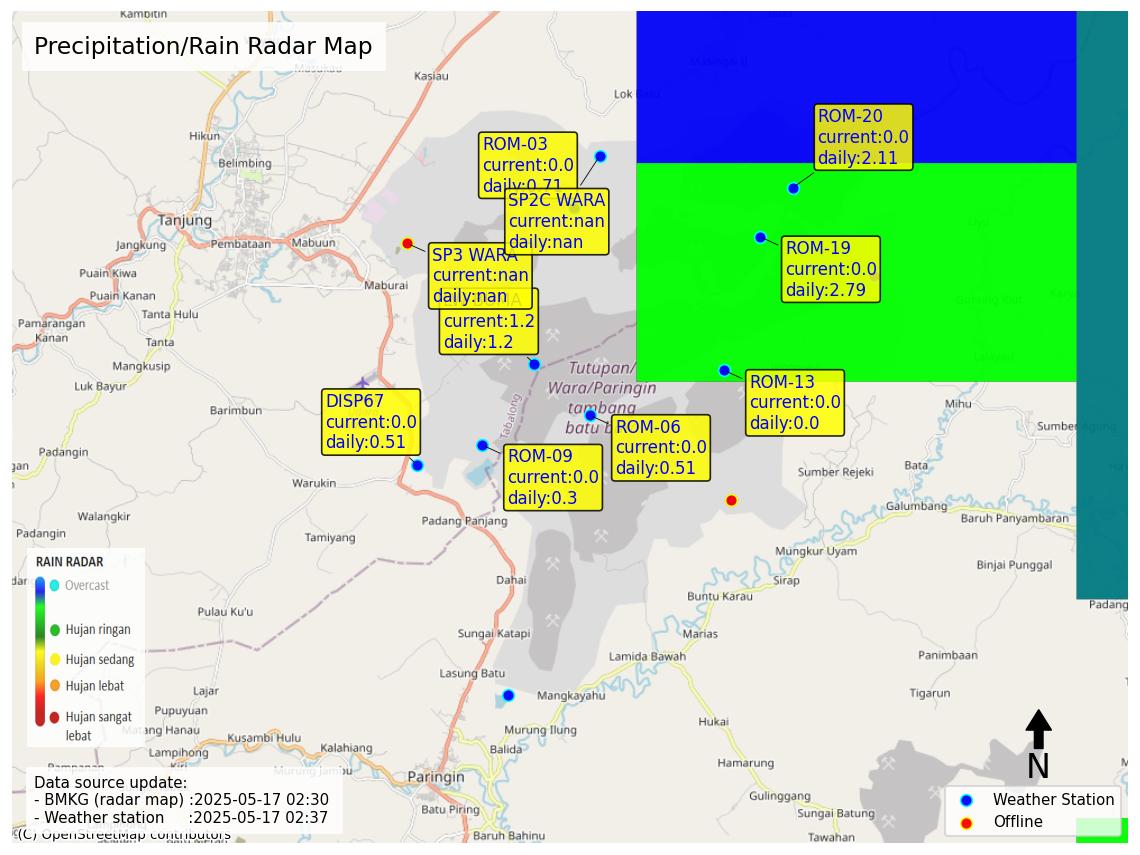 Precipitation/Rain Radar Map
Kambitin
Kasiau
Hikun
Belimbing
Tanjung
Jangkung
Pembataan
Mabuun
Puain Kiwa
Puain Kanan
Maburai
Tanta Hulu
Pamarangan
Kanan
Tanta
Mangkusip
Luk Bayur
Barimbun
Padangin
Warukin
Walangkir
Padangin
Tamiyang
Padang Panjang
Tabalong
Dahai
Pulau Ku'u
Sungai Katapi
Lasung Batu
Mangkayahu
Murung Ilung
Lajar
Pupuyuan
Matang Hanau
Kusambi Hulu
Lampihong
Kalahiang
Balida
Paringin
Batu Piring
Baruh Bahinu
Lamida Bawah
Marias
Buntu Karau
Sirap
Mungkur Uyam
Galumbang
Baruh Panyambaran
Binjai Punggal
Bata
Sumber Rejeki
Mihu
Sumber Agung
Panimbaan
Tigarun
Hukai
Hamarung
Gulinggang
Sungai Batung
Tawahan
Tutupan/
Wara/Paringin
tambang
ROM-03
current:0.0
daily:0.71
SP2C WARA
current:nan
daily:nan
SP3 WARA
current:nan
daily:nan
current:1.2
daily:1.2
ROM-20
current:0.0
daily:2.11
ROM-19
current:0.0
daily:2.79
ROM-13
current:0.0
daily:0.0
ROM-06
current:0.0
daily:0.51
ROM-09
current:0.0
daily:0.3
DISP67
current:0.0
daily:0.51
RAIN RADAR
Overcast
Hujan ringan
Hujan sedang
Hujan lebat
Hujan sangat
lebat
Data source update:
- BMKG (radar map) :2025-05-17 02:30
- Weather station :2025-05-17 02:37
(C) OpenStreetMap contributors
N
Weather Station
Offline